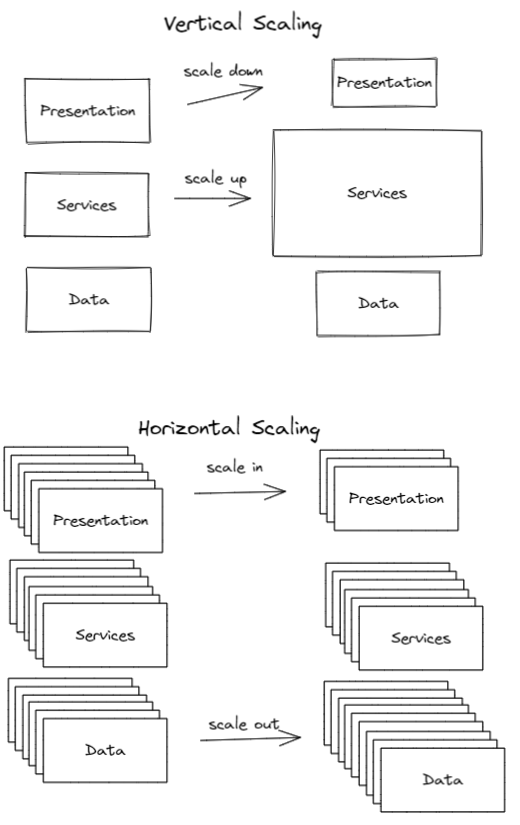 Vertical Scaling
scale down
Presentation
Presentation
scale up
Services
Services
Data
Data
Horizontal Scaling
scale in
Presentation
Presentation
Services
Services
scale out
Data
Data